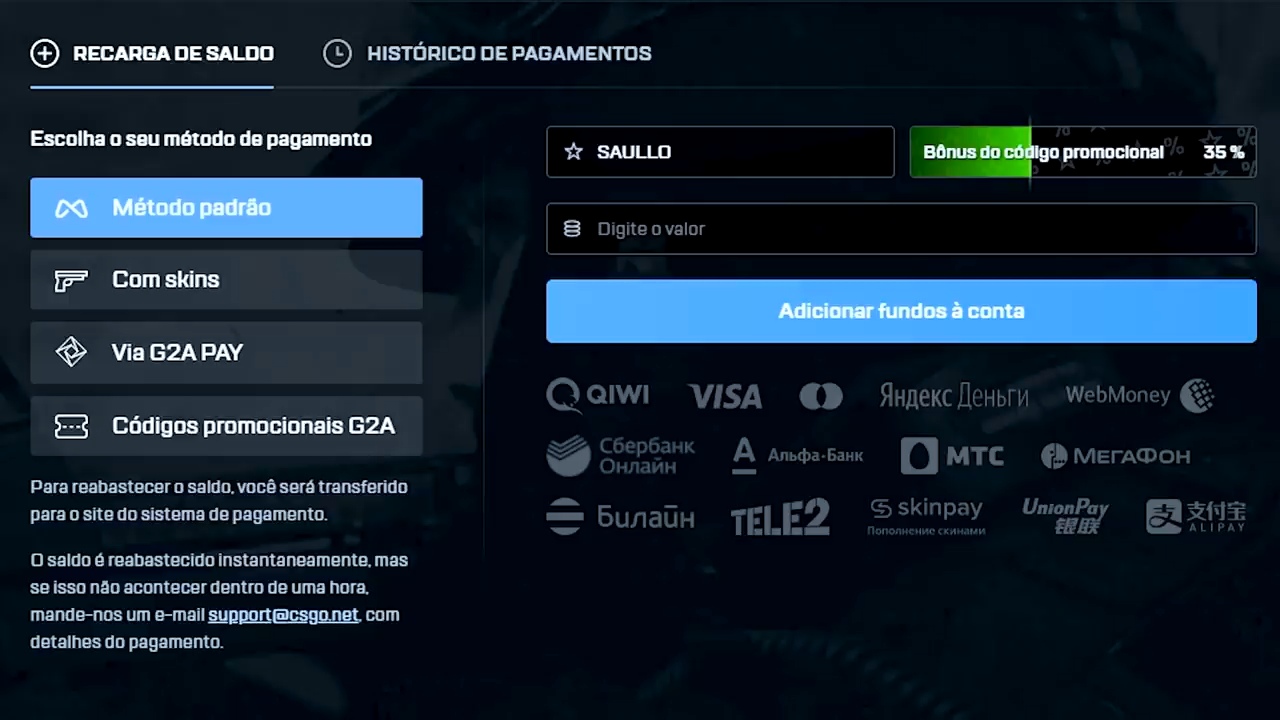 RECARGA DE SALDO
HISTÓRICO DE PAGAMENTOS
Escolha o seu método de pagamento
Método padrão
Com skins
Via G2A PAY
Códigos promocionais G2A
Para reabastecer o saldo, você será transferido
para o site do sistema de pagamento.
O saldo é reabastecido instantaneamente, mas
se isso não acontecer dentro de uma hora,
mande-nos um e-mail support@csgo.net, com
detalhes do pagamento.
SAULLO
Bônus do código promocional 35 %
Digite o valor
Adicionar fundos à conta
QIWI VISA Яндекс Деньги WebMoney
Сбербанк Онлайн Альфа-Банк МТС МЕГАФОН
Билайн TELE2 skinpay Пополнение скинами UnionPay 银联 支付宝 ALIPAY